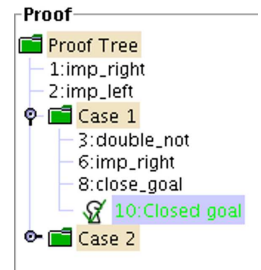 Proof
Proof Tree
1:imp_right
2:imp_left
Case 1
3:double_not
6:imp_right
8:close_goal
10:Closed goal
Case 2